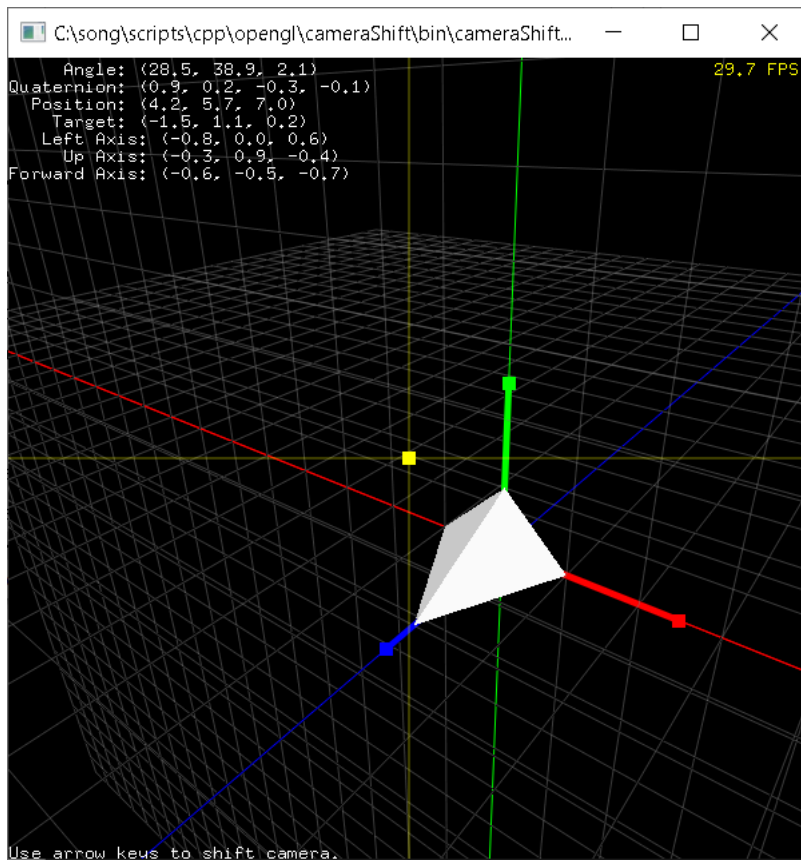 C:\song\scripts\cpp\opengl\cameraShift\bin\cameraShift...
Angle: (28.5, 38.9, 2.1)
29.7 FPS
Quaternion: (0.9, 0.2, -0.3, -0.1)
Position: (4.2, 5.7, 7.0)
Target: (-1.5, 1.1, 0.2)
Left Axis: (-0.8, 0.0, 0.6)
Up Axis: (-0.3, 0.9, -0.4)
Forward Axis: (-0.6, -0.5, -0.7)
Use arrow keys to shift camera.